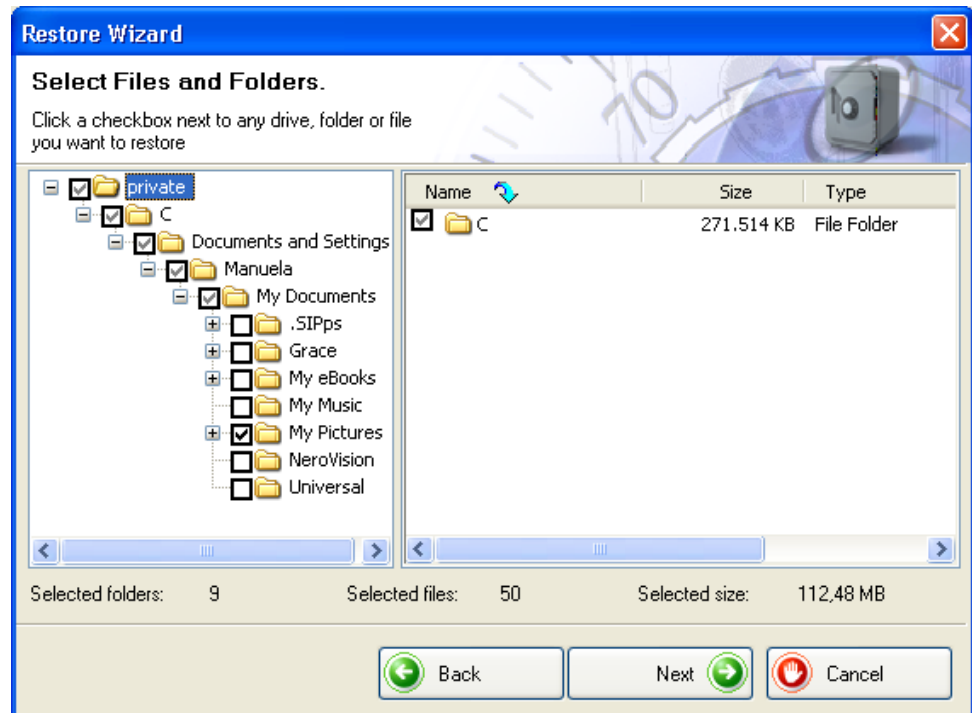 Restore Wizard
Select Files and Folders.
Click a checkbox next to any drive, folder or file
you want to restore
70
private
C
Documents and Settings
Manuela
My Documents
.SIPps
Grace
My eBooks
My Music
My Pictures
NeroVision
Universal
Name Size Type
C 271.514 KB File Folder
Selected folders: 9 Selected files: 50 Selected size: 112,48 MB
Back Next Cancel